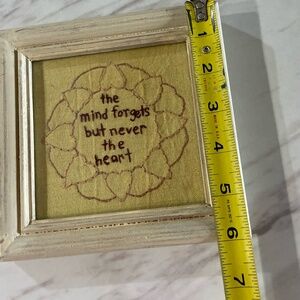 the
mind forgets
but never
the
heart
1
2
3
4
5
6
7